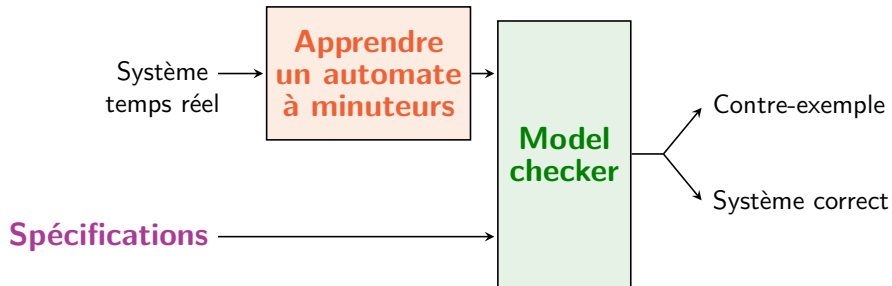 Système
temps réel
Apprendre
un automate
à minuteurs
Model
checker
Contre-exemple
Système correct
Spécifications